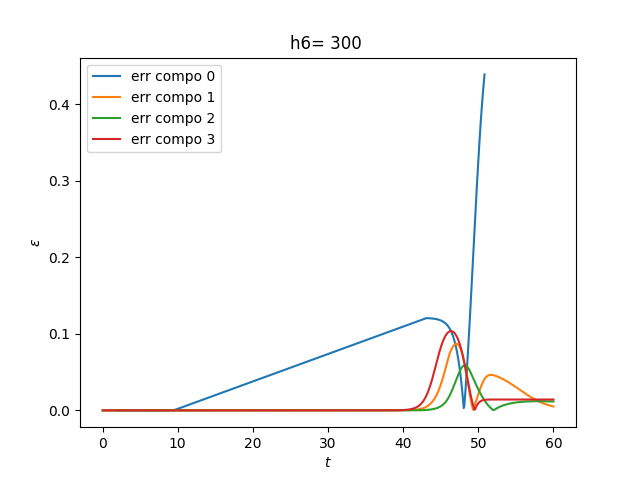 h6= 300
err compo 0
err compo 1
err compo 2
err compo 3
0.4
0.3
0.2
0.1
0.0
ε
0 10 20 30 40 50 60
t